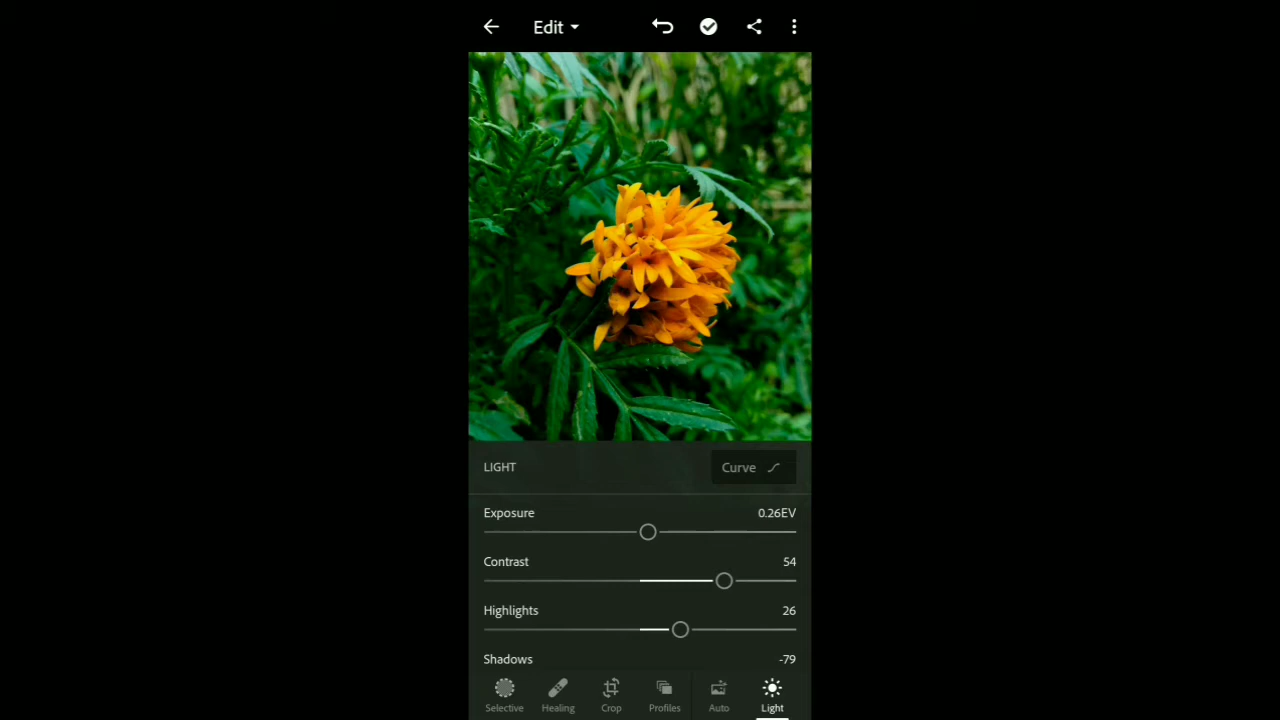 Edit
LIGHT
Curve
Exposure 0.26EV
Contrast 54
Highlights 26
Shadows -79
Selective Healing Crop Profiles Auto Light